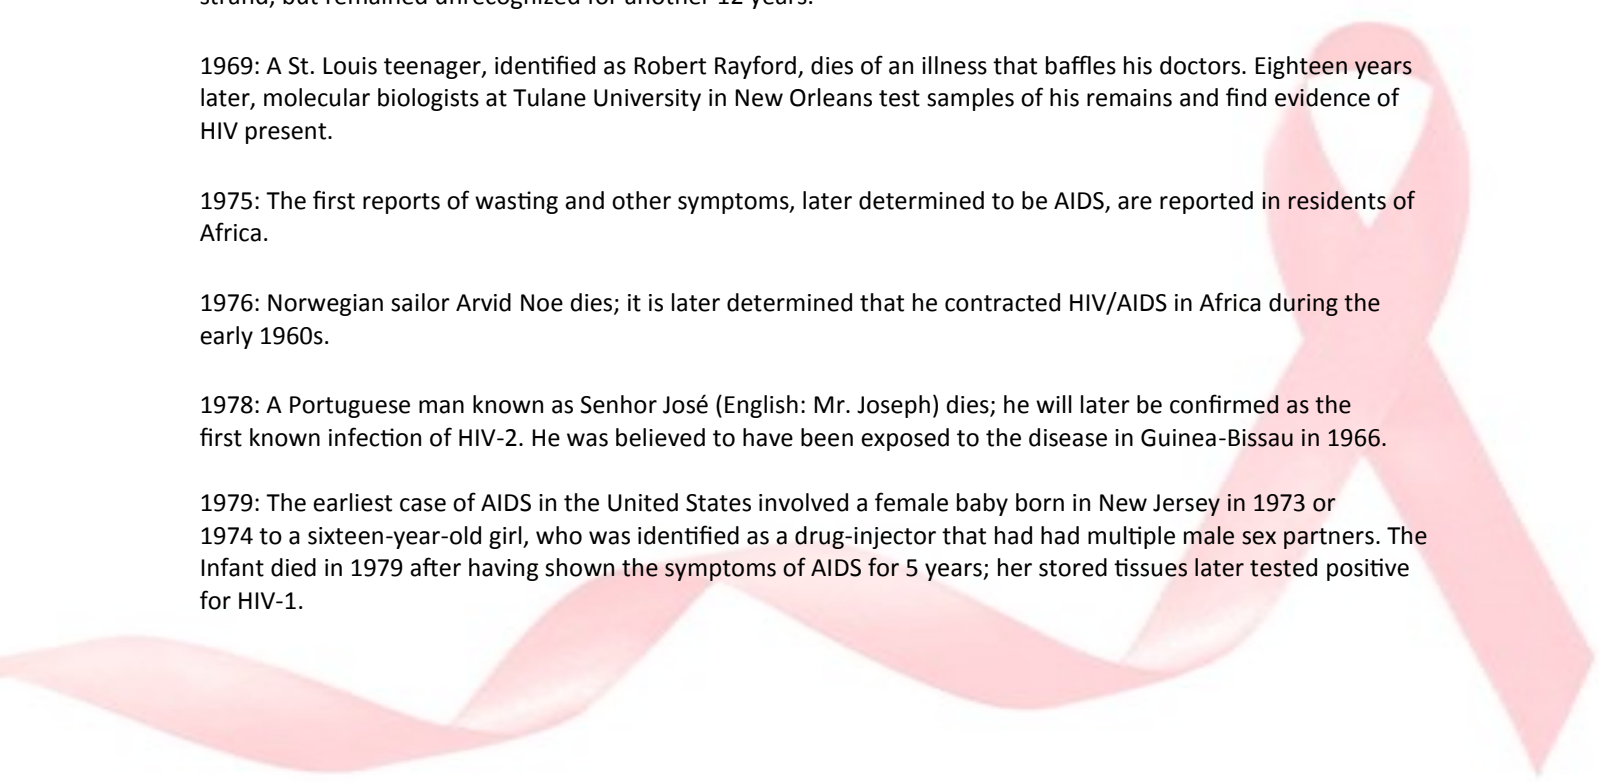 strand, but remained unrecognized for another 12 years.
1969: A St. Louis teenager, identified as Robert Rayford, dies of an illness that baffles his doctors. Eighteen years
later, molecular biologists at Tulane University in New Orleans test samples of his remains and find evidence of
HIV present.
1975: The first reports of wasting and other symptoms, later determined to be AIDS, are reported in residents of
Africa.
1976: Norwegian sailor Arvid Noe dies; it is later determined that he contracted HIV/AIDS in Africa during the
early 1960s.
1978: A Portuguese man known as Senhor José (English: Mr. Joseph) dies; he will later be confirmed as the
first known infection of HIV-2. He was believed to have been exposed to the disease in Guinea-Bissau in 1966.
1979: The earliest case of AIDS in the United States involved a female baby born in New Jersey in 1973 or
1974 to a sixteen-year-old girl, who was identified as a drug-injector that had had multiple male sex partners. The
Infant died in 1979 after having shown the symptoms of AIDS for 5 years; her stored tissues later tested positive
for HIV-1.